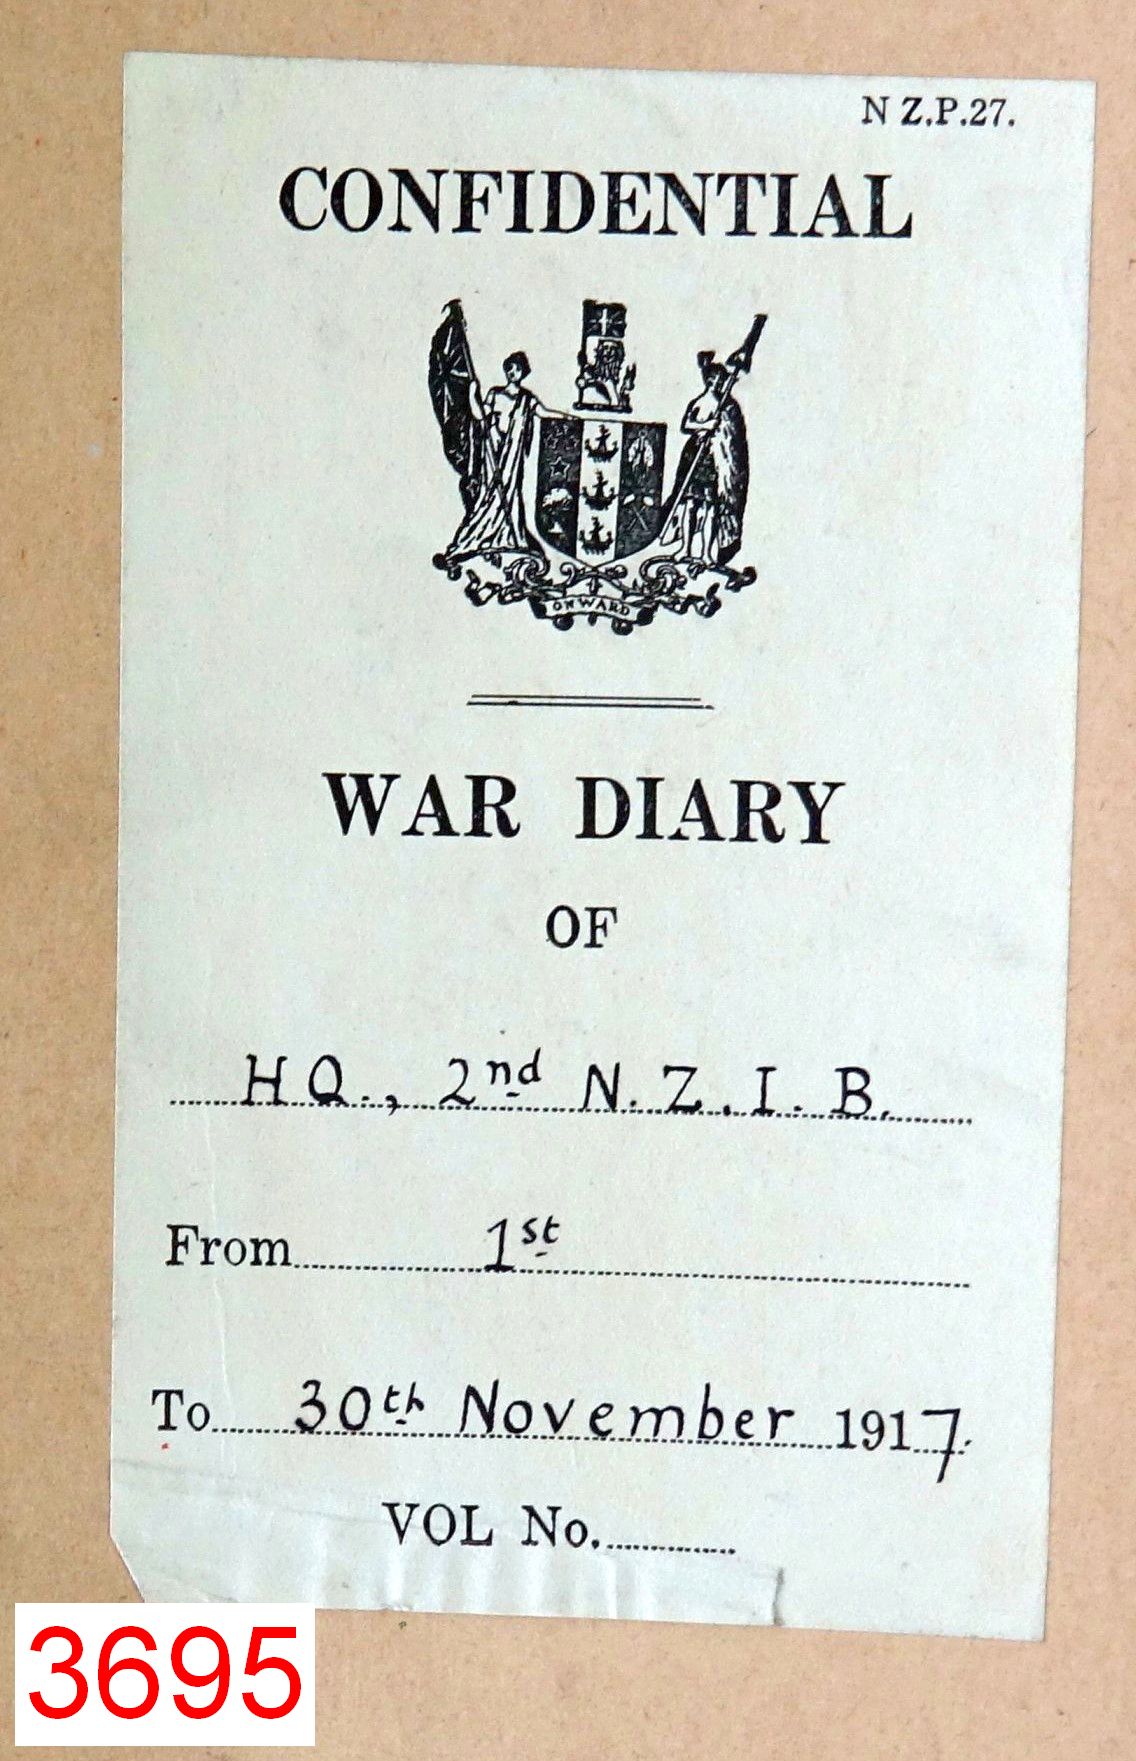 N Z.P.27.
CONFIDENTIAL
ONWARD
WAR DIARY
OF
HQ., 2nd N.Z.I.B.
From 1st
To 30th November 1917.
VOL No.
3695